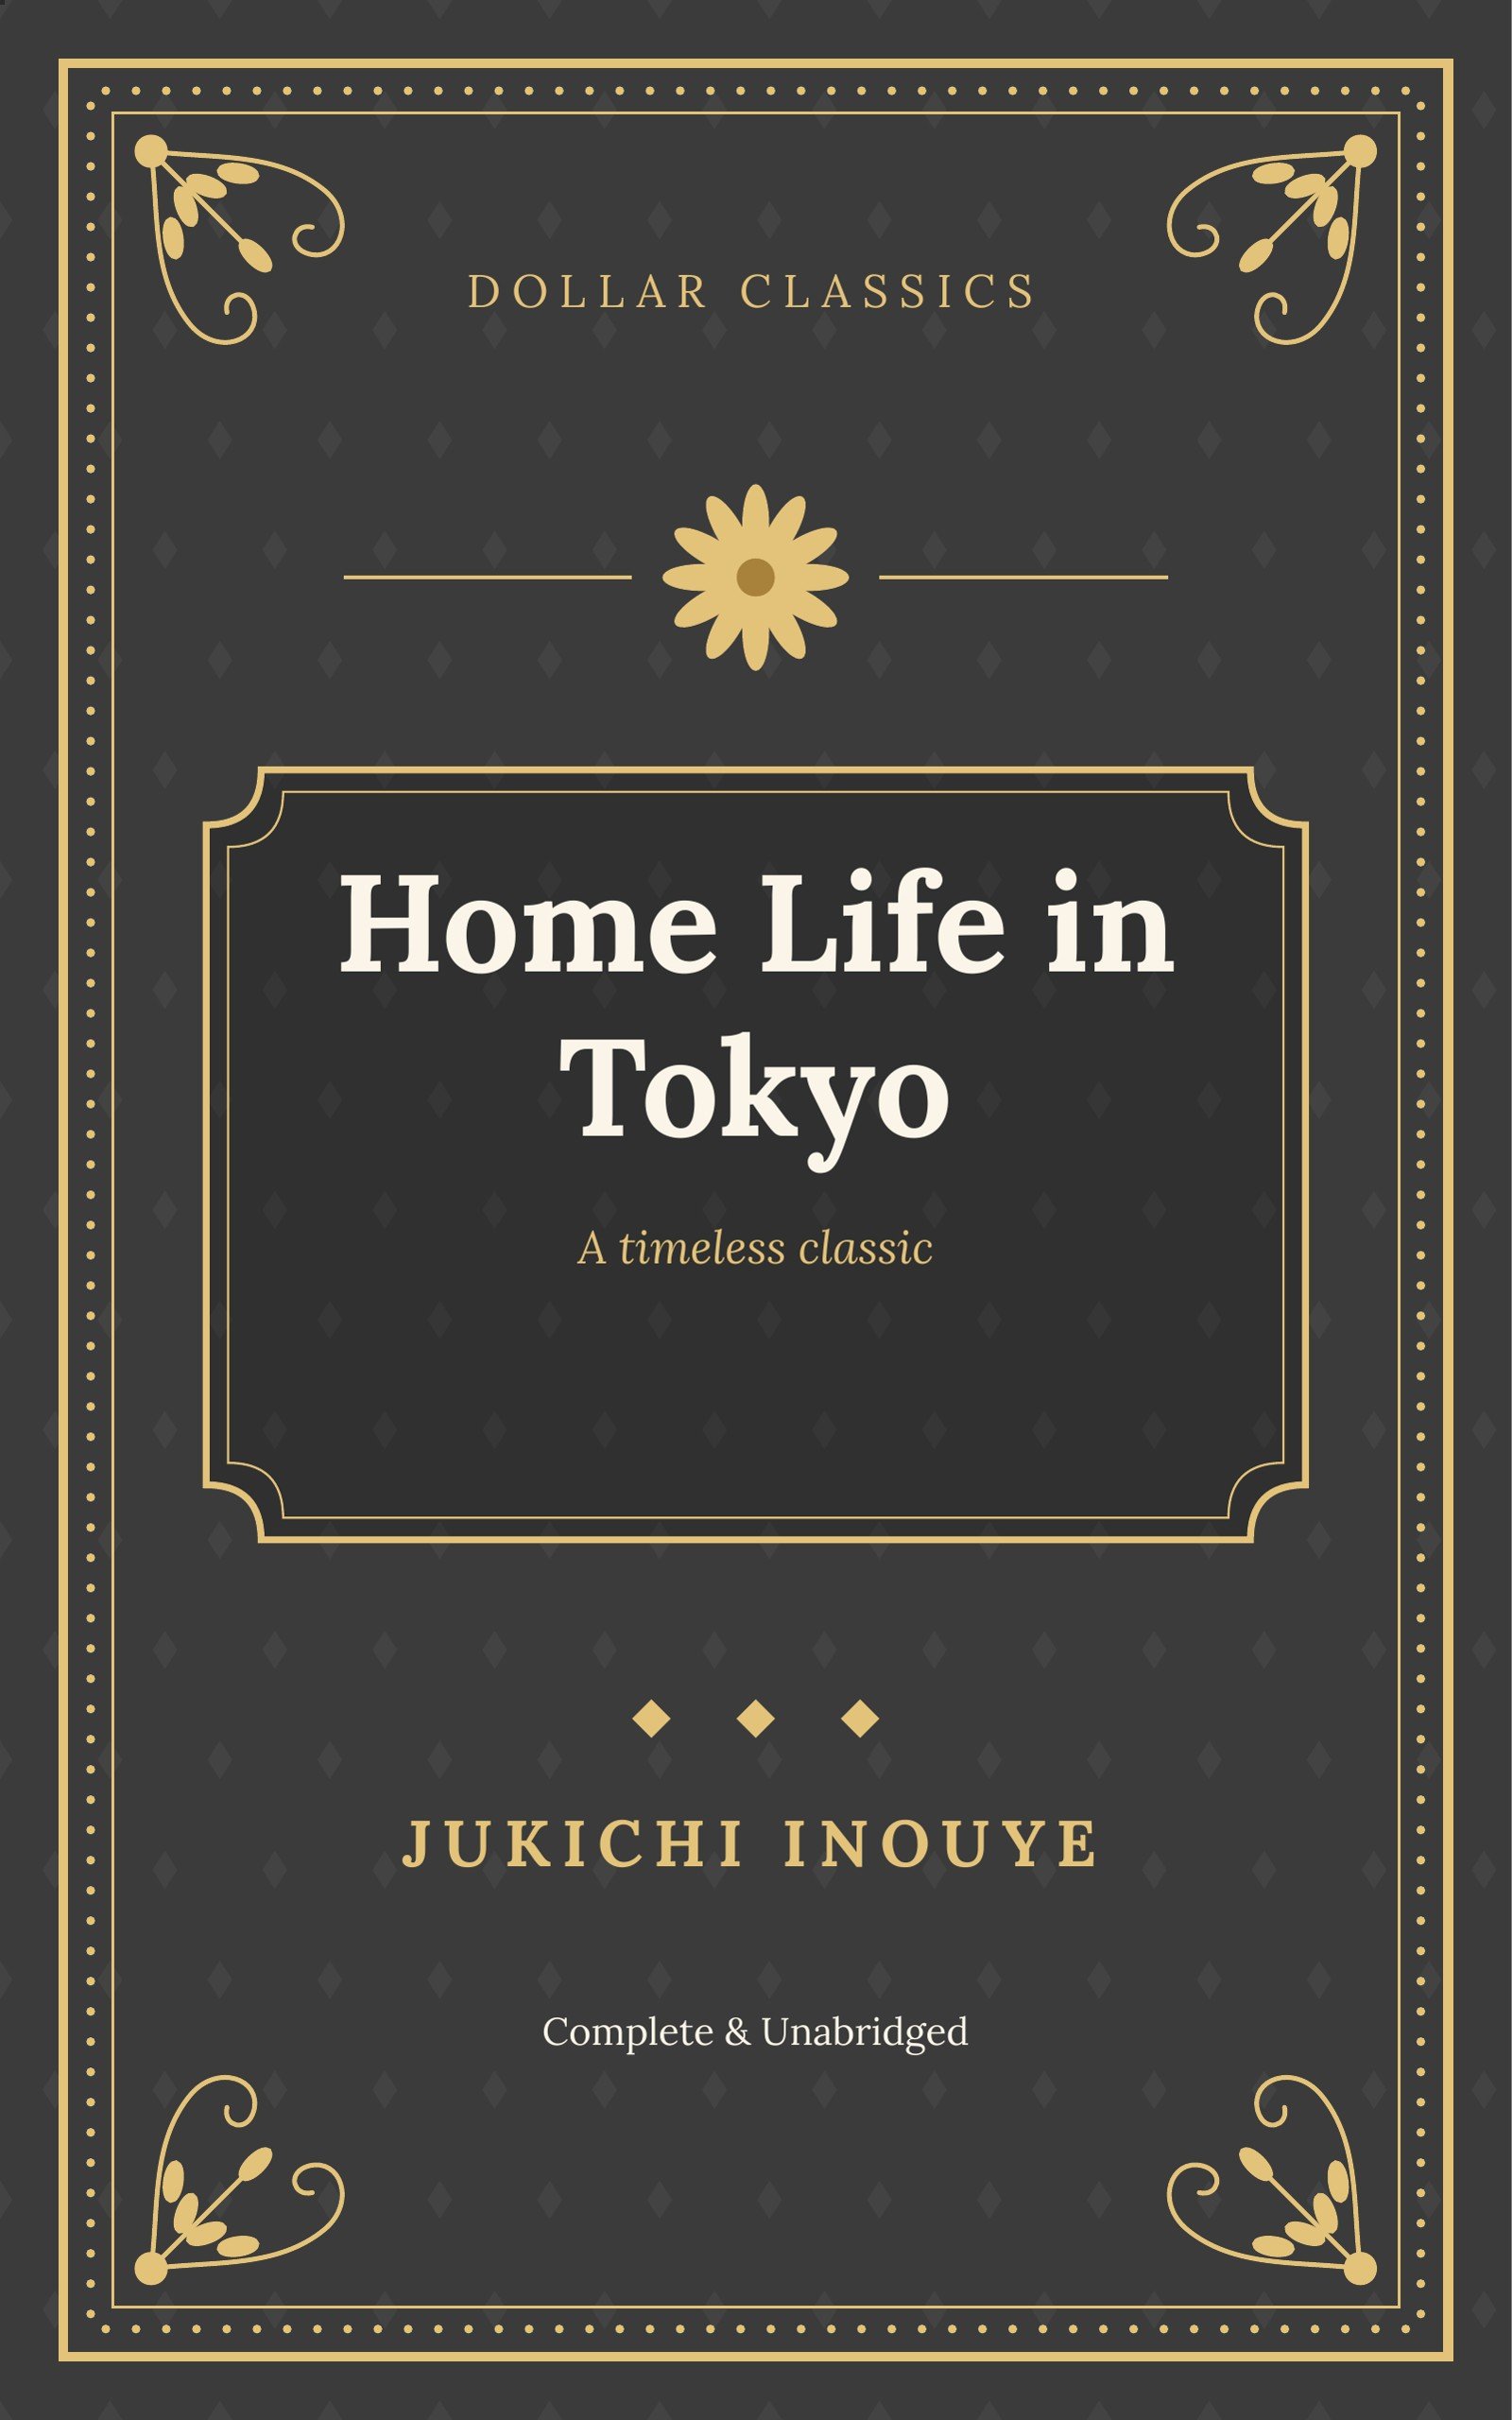 DOLLAR CLASSICS
Home Life in
Tokyo
A timeless classic
JUKICHI INOUYE
Complete & Unabridged